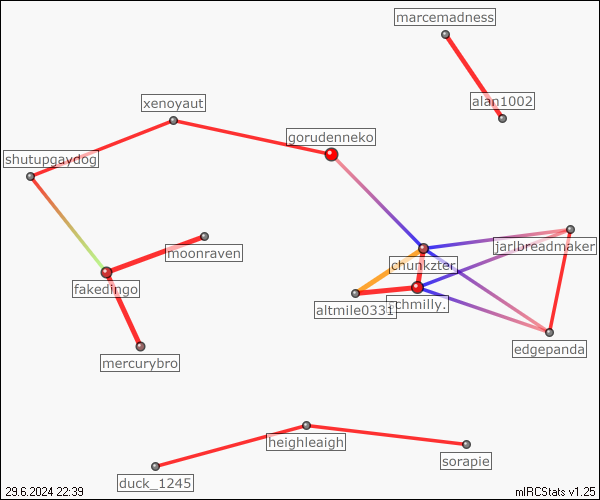 marcemadness
alan1002
xenoyaut
gorudenneko
shutupgaydog
moonraven
jarlbreadmaker
chunkzter
fakedingo
altmile0331
chmilly.
edgepanda
mercurybro
heighleaigh
sorapie
duck_1245
29.6.2024 22:39
mIRCStats v1.25